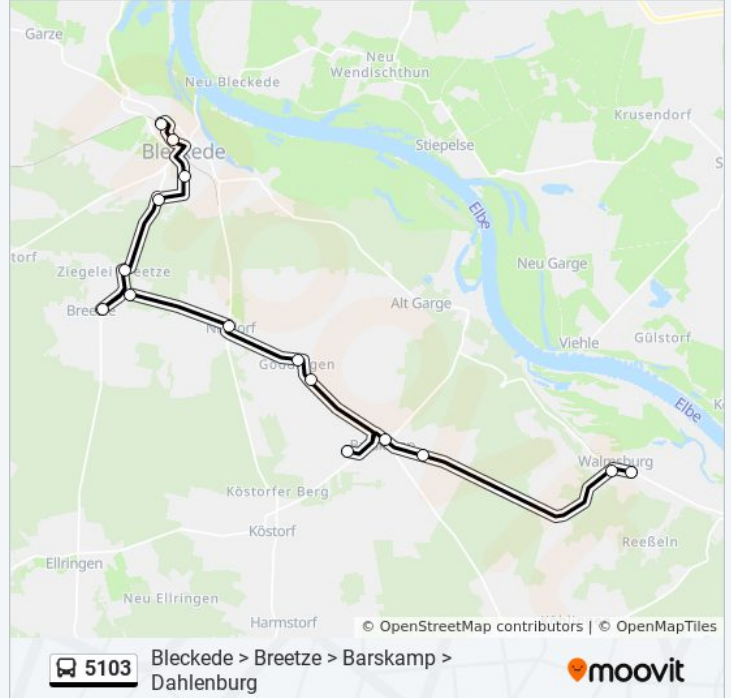 Garze
Neu
Wendischthun
Neu Bleckede
Krusendorf
Stiepelse
Elbe
Neu Garge
Alt Garge
Viehle
Gülstorf
Elbe
Köstorfer Berg
Köstorf
Reeßeln
Ellringen
Neu Ellringen
Harmstorf
© OpenStreetMap contributors | © OpenMapTiles
5103
Bleckede > Breetze > Barskamp >
Dahlenburg
moovit